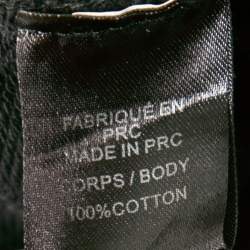 FABRIQUÉ EN
PRC
MADE IN PRC
CORPS / BODY
100%COTTON